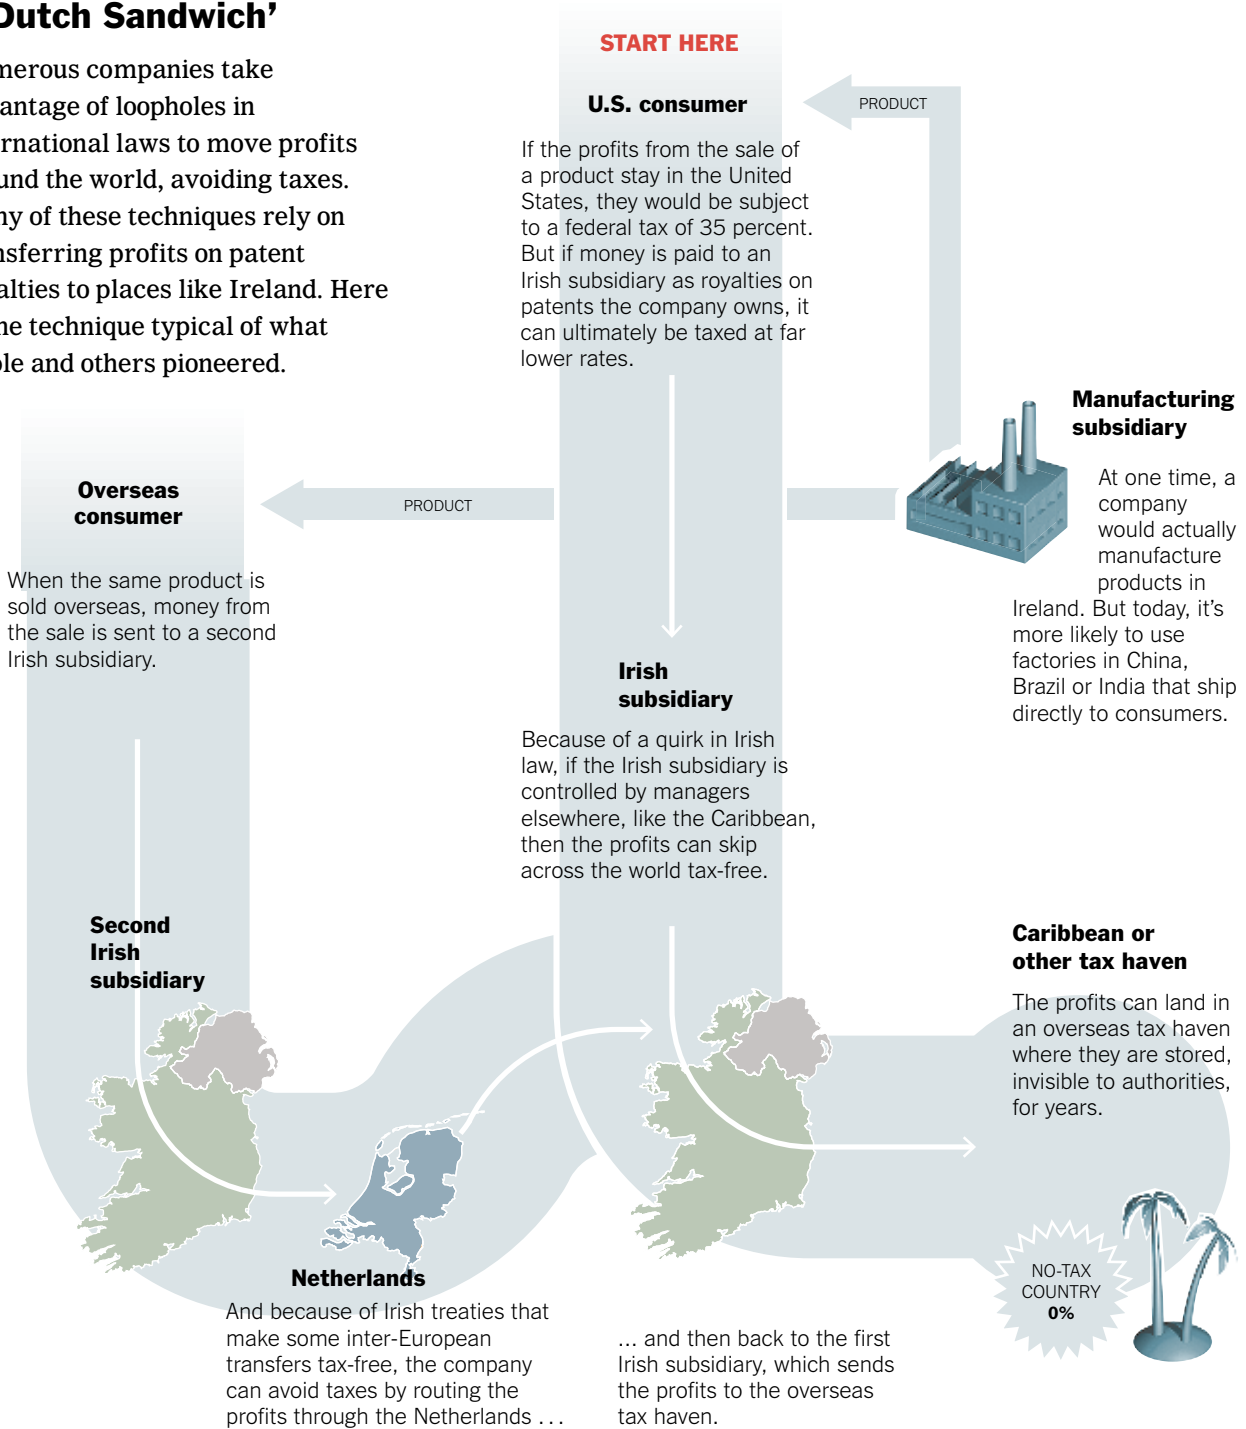 Dutch Sandwich’
merous companies take
antage of loopholes in
rnational laws to move profits
und the world, avoiding taxes.
ny of these techniques rely on
nsferring profits on patent
alties to places like Ireland. Here
ne technique typical of what
ple and others pioneered.
START HERE
U.S. consumer
If the profits from the sale of
a product stay in the United
States, they would be subject
to a federal tax of 35 percent.
But if money is paid to an
Irish subsidiary as royalties on
patents the company owns, it
can ultimately be taxed at far
lower rates.
PRODUCT
Manufacturing
subsidiary
At one time, a
company
would actually
manufacture
products in
Ireland. But today, it’s
more likely to use
factories in China,
Brazil or India that ship
directly to consumers.
PRODUCT
Overseas
consumer
When the same product is
sold overseas, money from
the sale is sent to a second
Irish subsidiary.
Irish
subsidiary
Because of a quirk in Irish
law, if the Irish subsidiary is
controlled by managers
elsewhere, like the Caribbean,
then the profits can skip
across the world tax-free.
Second
Irish
subsidiary
Netherlands
And because of Irish treaties that
make some inter-European
transfers tax-free, the company
can avoid taxes by routing the
profits through the Netherlands ...
... and then back to the first
Irish subsidiary, which sends
the profits to the overseas
tax haven.
Caribbean or
other tax haven
The profits can land in
an overseas tax haven
where they are stored,
invisible to authorities,
for years.
NO-TAX
COUNTRY
0%